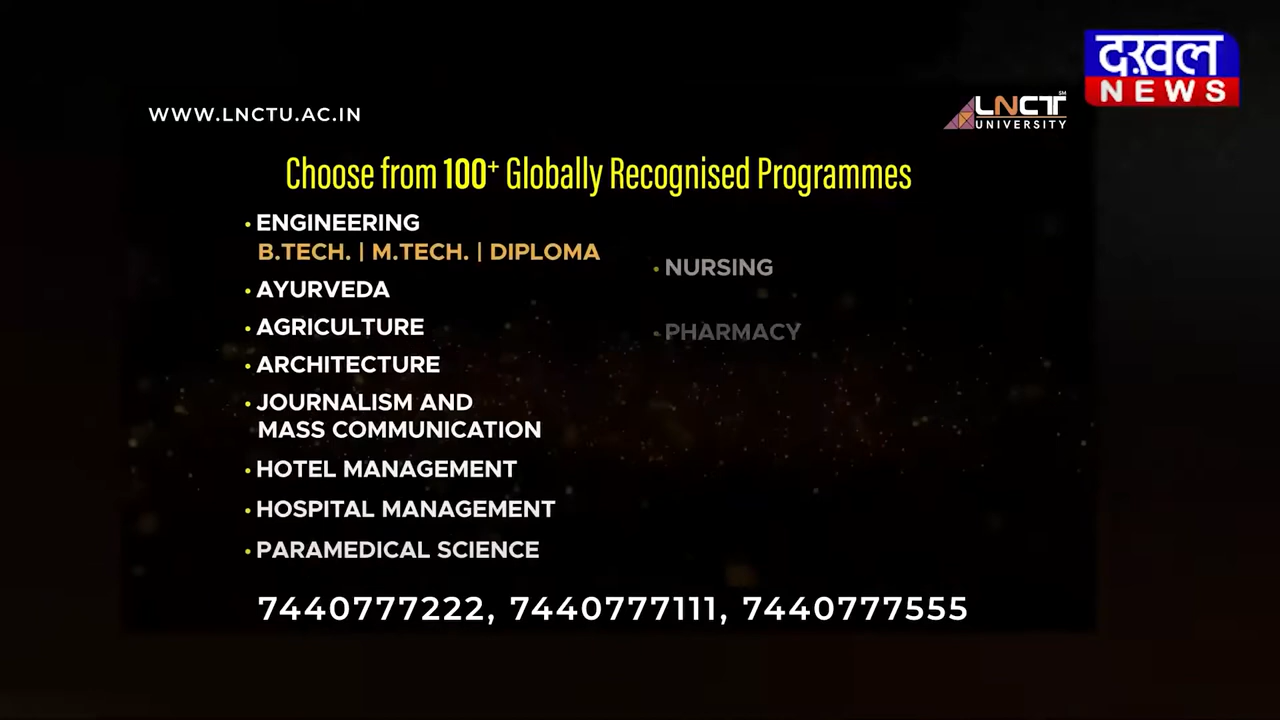 दख़ल
NEWS
WWW.LNCTU.AC.IN
LNCT SM
UNIVERSITY
Choose from 100+ Globally Recognised Programmes
• ENGINEERING
B.TECH. | M.TECH. | DIPLOMA
• AYURVEDA
• AGRICULTURE
• ARCHITECTURE
• JOURNALISM AND
MASS COMMUNICATION
• HOTEL MANAGEMENT
• HOSPITAL MANAGEMENT
• PARAMEDICAL SCIENCE
• NURSING
• PHARMACY
7440777222, 7440777111, 7440777555